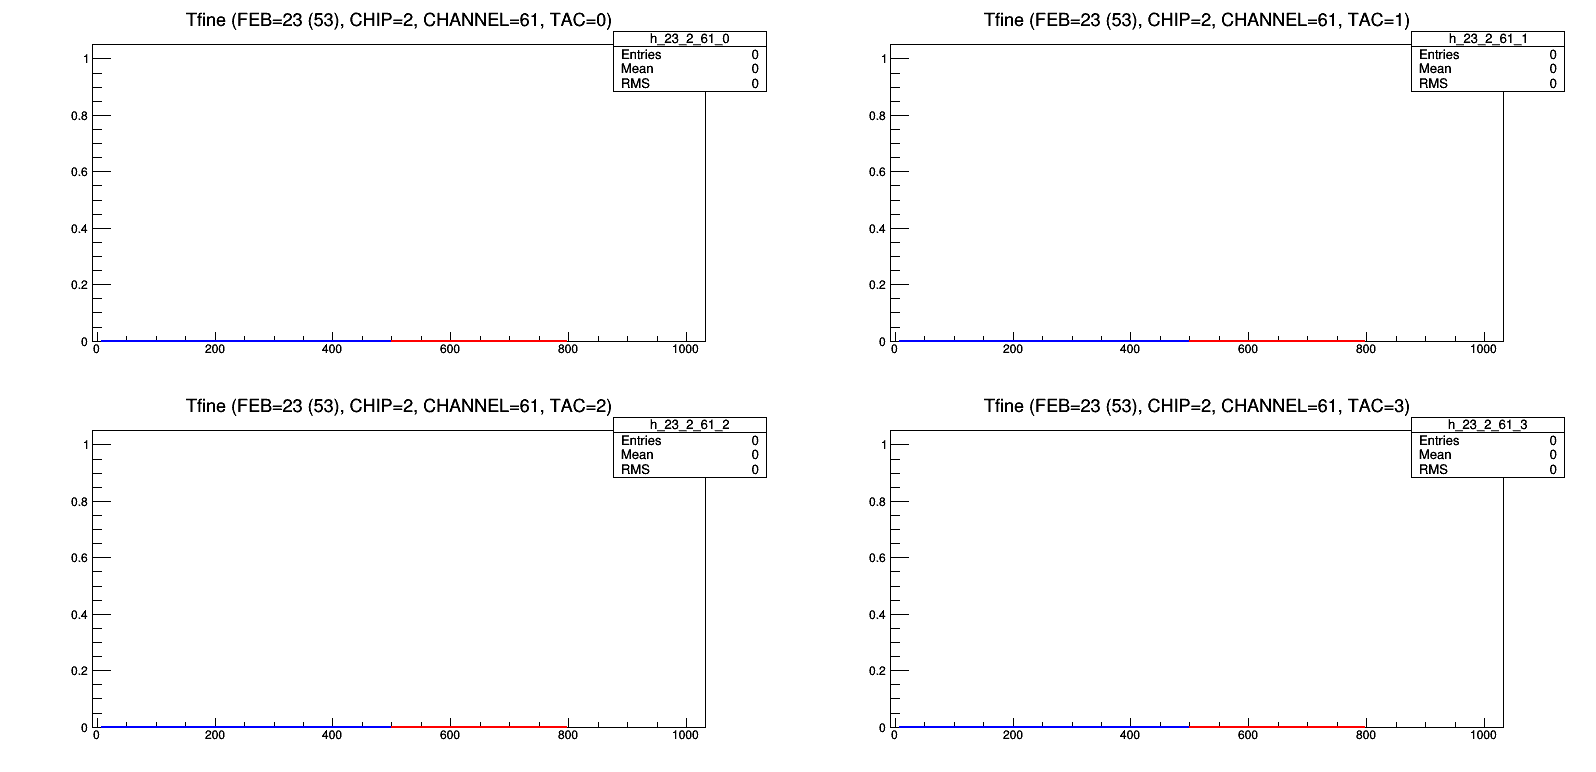 Tfine (FEB=23 (53), CHIP=2, CHANNEL=61, TAC=0)
h_23_2_61_0
Entries 0
Mean 0
RMS 0
1
0.8
0.6
0.4
0.2
0
0 200 400 600 800 1000
Tfine (FEB=23 (53), CHIP=2, CHANNEL=61, TAC=1)
h_23_2_61_1
Entries 0
Mean 0
RMS 0
1
0.8
0.6
0.4
0.2
0
0 200 400 600 800 1000
Tfine (FEB=23 (53), CHIP=2, CHANNEL=61, TAC=2)
h_23_2_61_2
Entries 0
Mean 0
RMS 0
1
0.8
0.6
0.4
0.2
0
0 200 400 600 800 1000
Tfine (FEB=23 (53), CHIP=2, CHANNEL=61, TAC=3)
h_23_2_61_3
Entries 0
Mean 0
RMS 0
1
0.8
0.6
0.4
0.2
0
0 200 400 600 800 1000